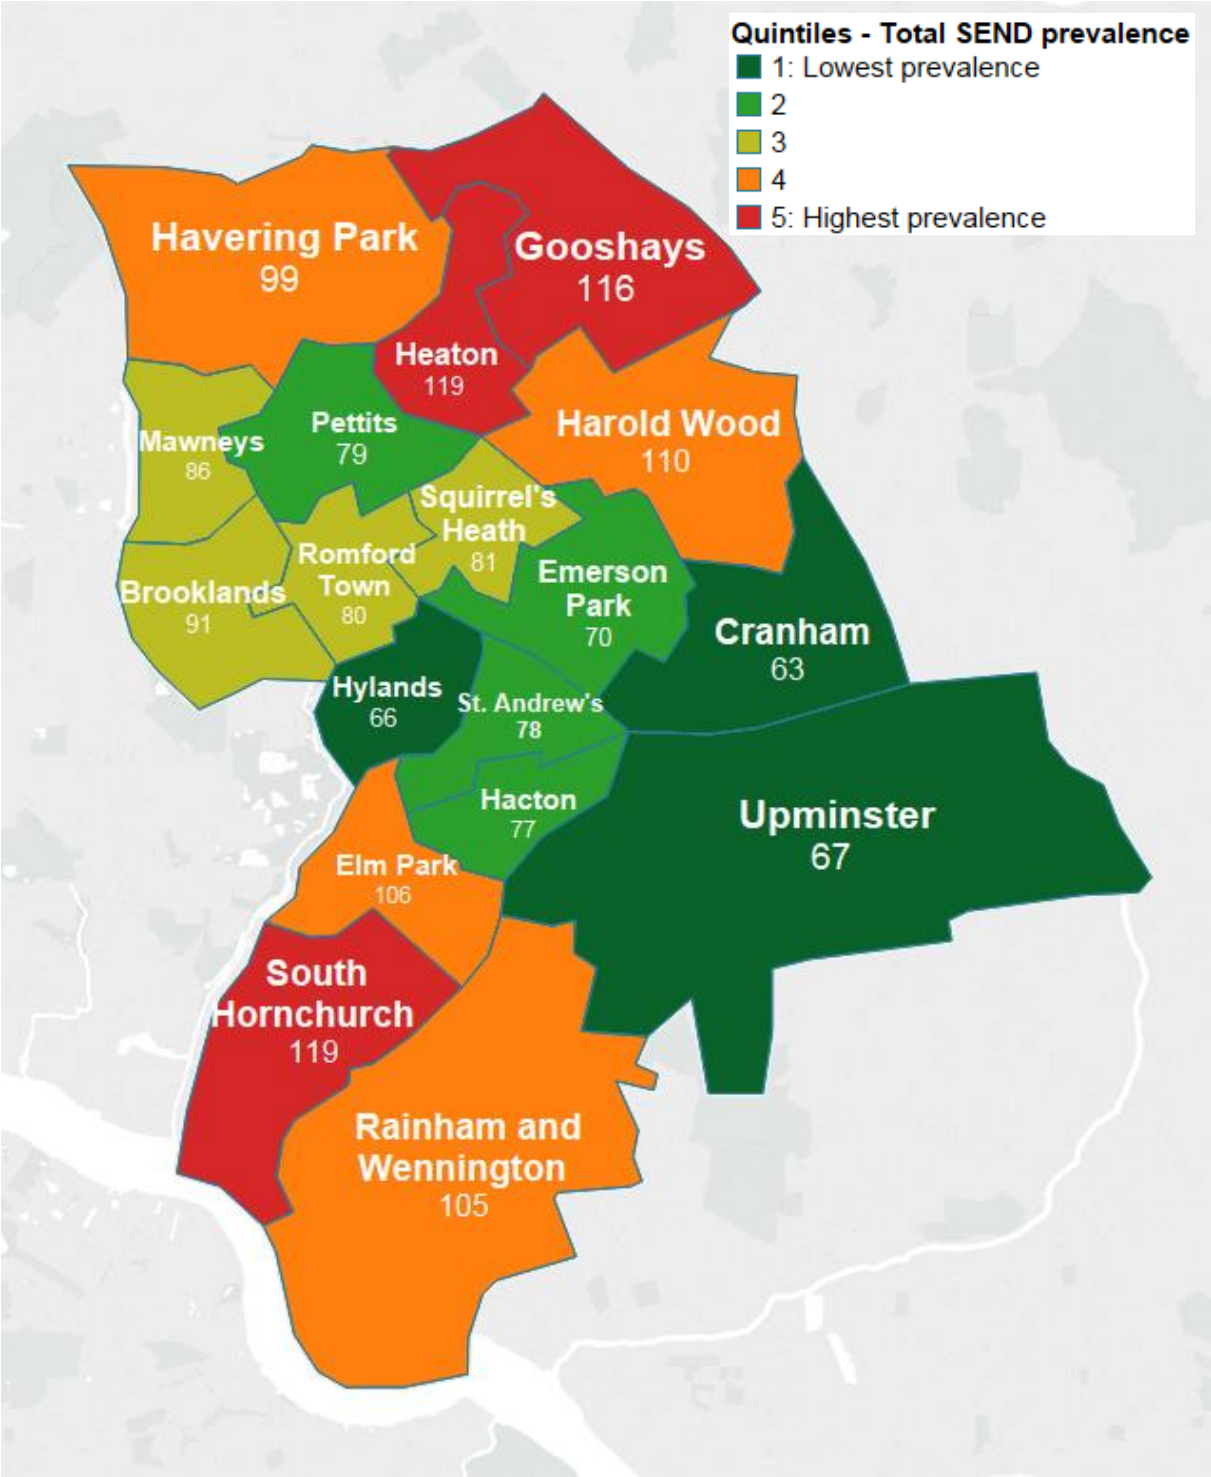 Quintiles - Total SEND prevalence
1: Lowest prevalence
2
3
4
5: Highest prevalence
Havering Park
99
Gooshays
116
Heaton
119
Harold Wood
110
Pettits
79
Mawneys
86
Squirrel's
Heath
81
Romford
Town
80
Brooklands
91
Emerson
Park
70
Cranham
63
Hylands
66
St. Andrew's
78
Hacton
77
Upminster
67
Elm Park
106
South
Hornchurch
119
Rainham and
Wennington
105